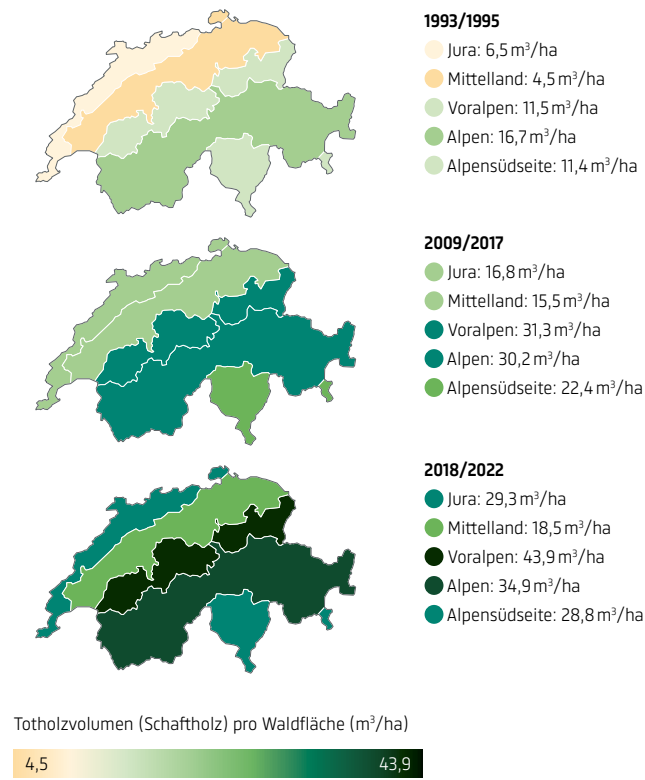 1993/1995
Jura: 6,5 m³/ha
Mittelland: 4,5 m³/ha
Voralpen: 11,5 m³/ha
Alpen: 16,7 m³/ha
Alpensüdseite: 11,4 m³/ha
2009/2017
Jura: 16,8 m³/ha
Mittelland: 15,5 m³/ha
Voralpen: 31,3 m³/ha
Alpen: 30,2 m³/ha
Alpensüdseite: 22,4 m³/ha
2018/2022
Jura: 29,3 m³/ha
Mittelland: 18,5 m³/ha
Voralpen: 43,9 m³/ha
Alpen: 34,9 m³/ha
Alpensüdseite: 28,8 m³/ha
Totholzvolumen (Schaftholz) pro Waldfläche (m³/ha)
4,5 43,9